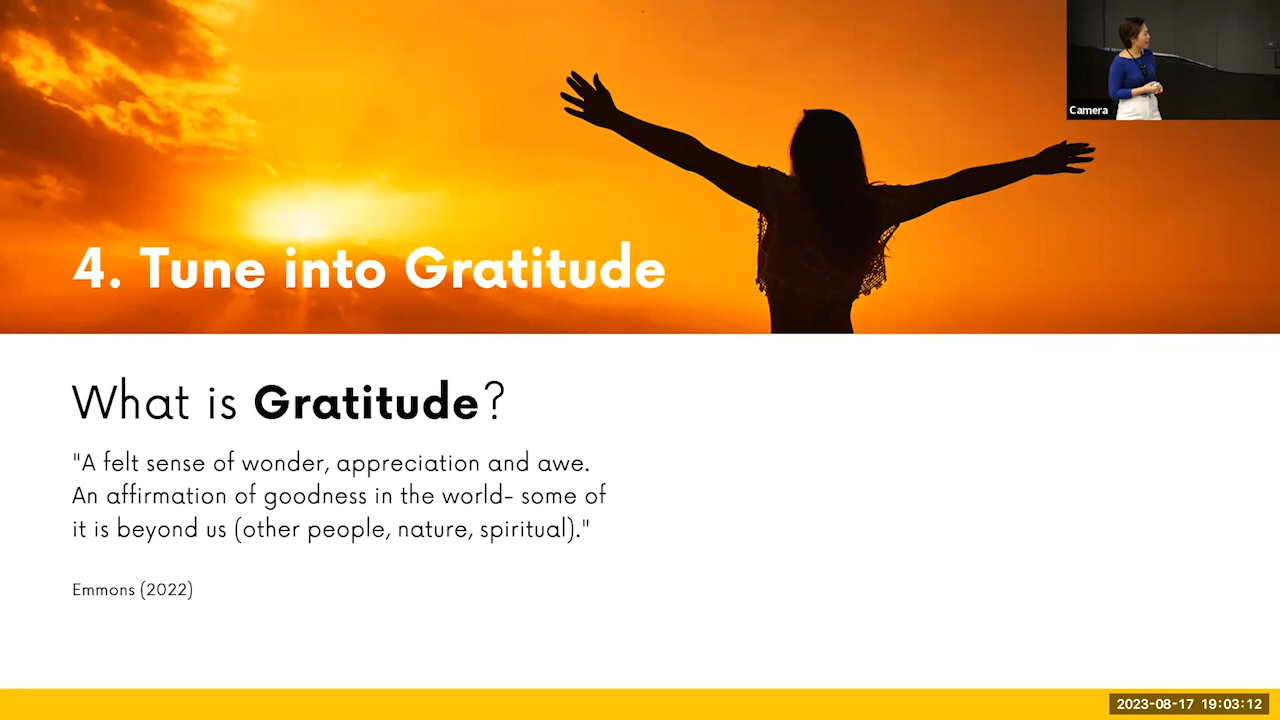 Camera
4. Tune into Gratitude
What is Gratitude?
"A felt sense of wonder, appreciation and awe.
An affirmation of goodness in the world- some of
it is beyond us (other people, nature, spiritual)."
Emmons (2022)
2023-08-17 19:03:12